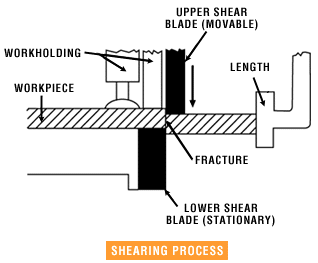 UPPER SHEAR
BLADE (MOVABLE)
WORKHOLDING
LENGTH
WORKPIECE
FRACTURE
LOWER SHEAR
BLADE (STATIONARY)
SHEARING PROCESS